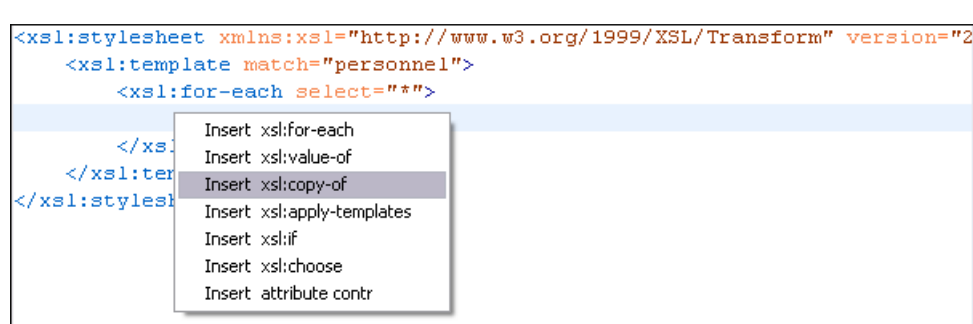 <xsl:stylesheet xmlns:xsl="http://www.w3.org/1999/XSL/Transform" version="2
<xsl:template match="personnel">
<xsl:for-each select="*">
Insert xsl:for-each
</xs
Insert xsl:value-of
</xsl:ter
Insert xsl:copy-of
</xsl:styles
Insert xsl:apply-templates
Insert xsl:if
Insert xsl:choose
Insert attribute contr